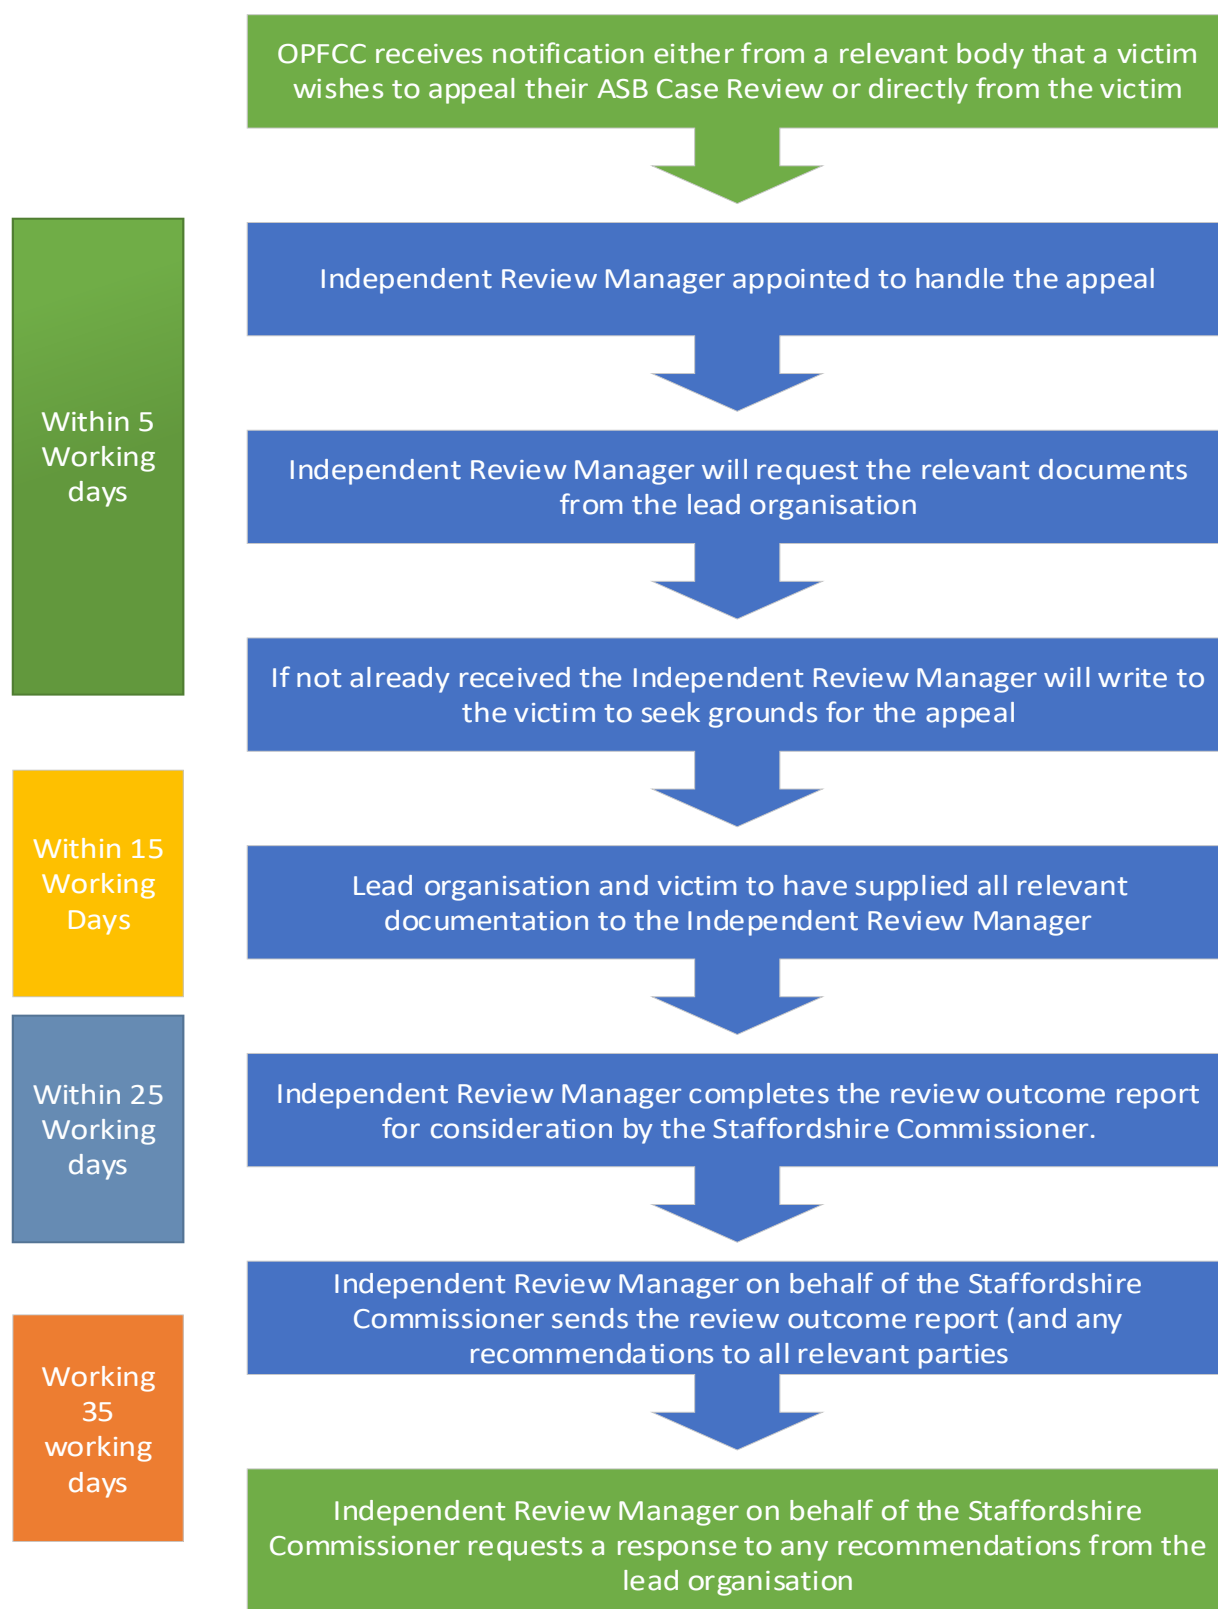 OPFCC receives notification either from a relevant body that a victim
wishes to appeal their ASB Case Review or directly from the victim
Within 5
Working
days
Independent Review Manager appointed to handle the appeal
Independent Review Manager will request the relevant documents
from the lead organisation
If not already received the Independent Review Manager will write to
the victim to seek grounds for the appeal
Within 15
Working
Days
Lead organisation and victim to have supplied all relevant
documentation to the Independent Review Manager
Within 25
Working
days
Independent Review Manager completes the review outcome report
for consideration by the Staffordshire Commissioner.
Working
35
working
days
Independent Review Manager on behalf of the Staffordshire
Commissioner sends the review outcome report (and any
recommendations to all relevant parties
Independent Review Manager on behalf of the Staffordshire
Commissioner requests a response to any recommendations from the
lead organisation